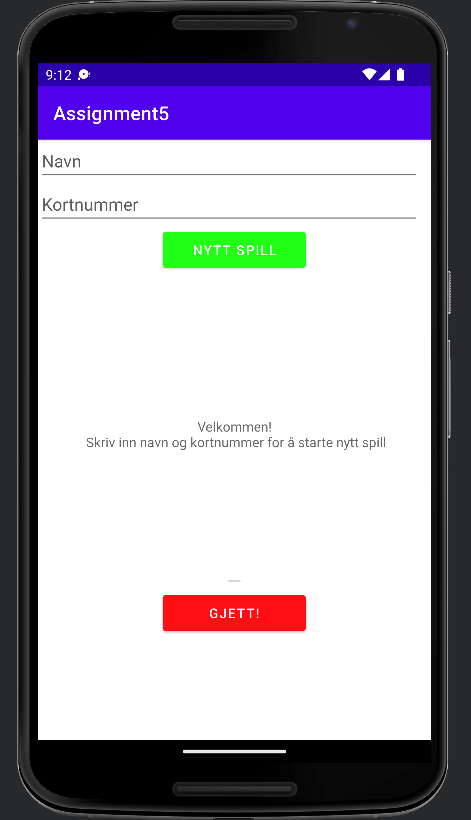 9:12
Assignment5
Navn
Kortnummer
NYTT SPILL
Velkommen!
Skriv inn navn og kortnummer for å starte nytt spill
GJETT!